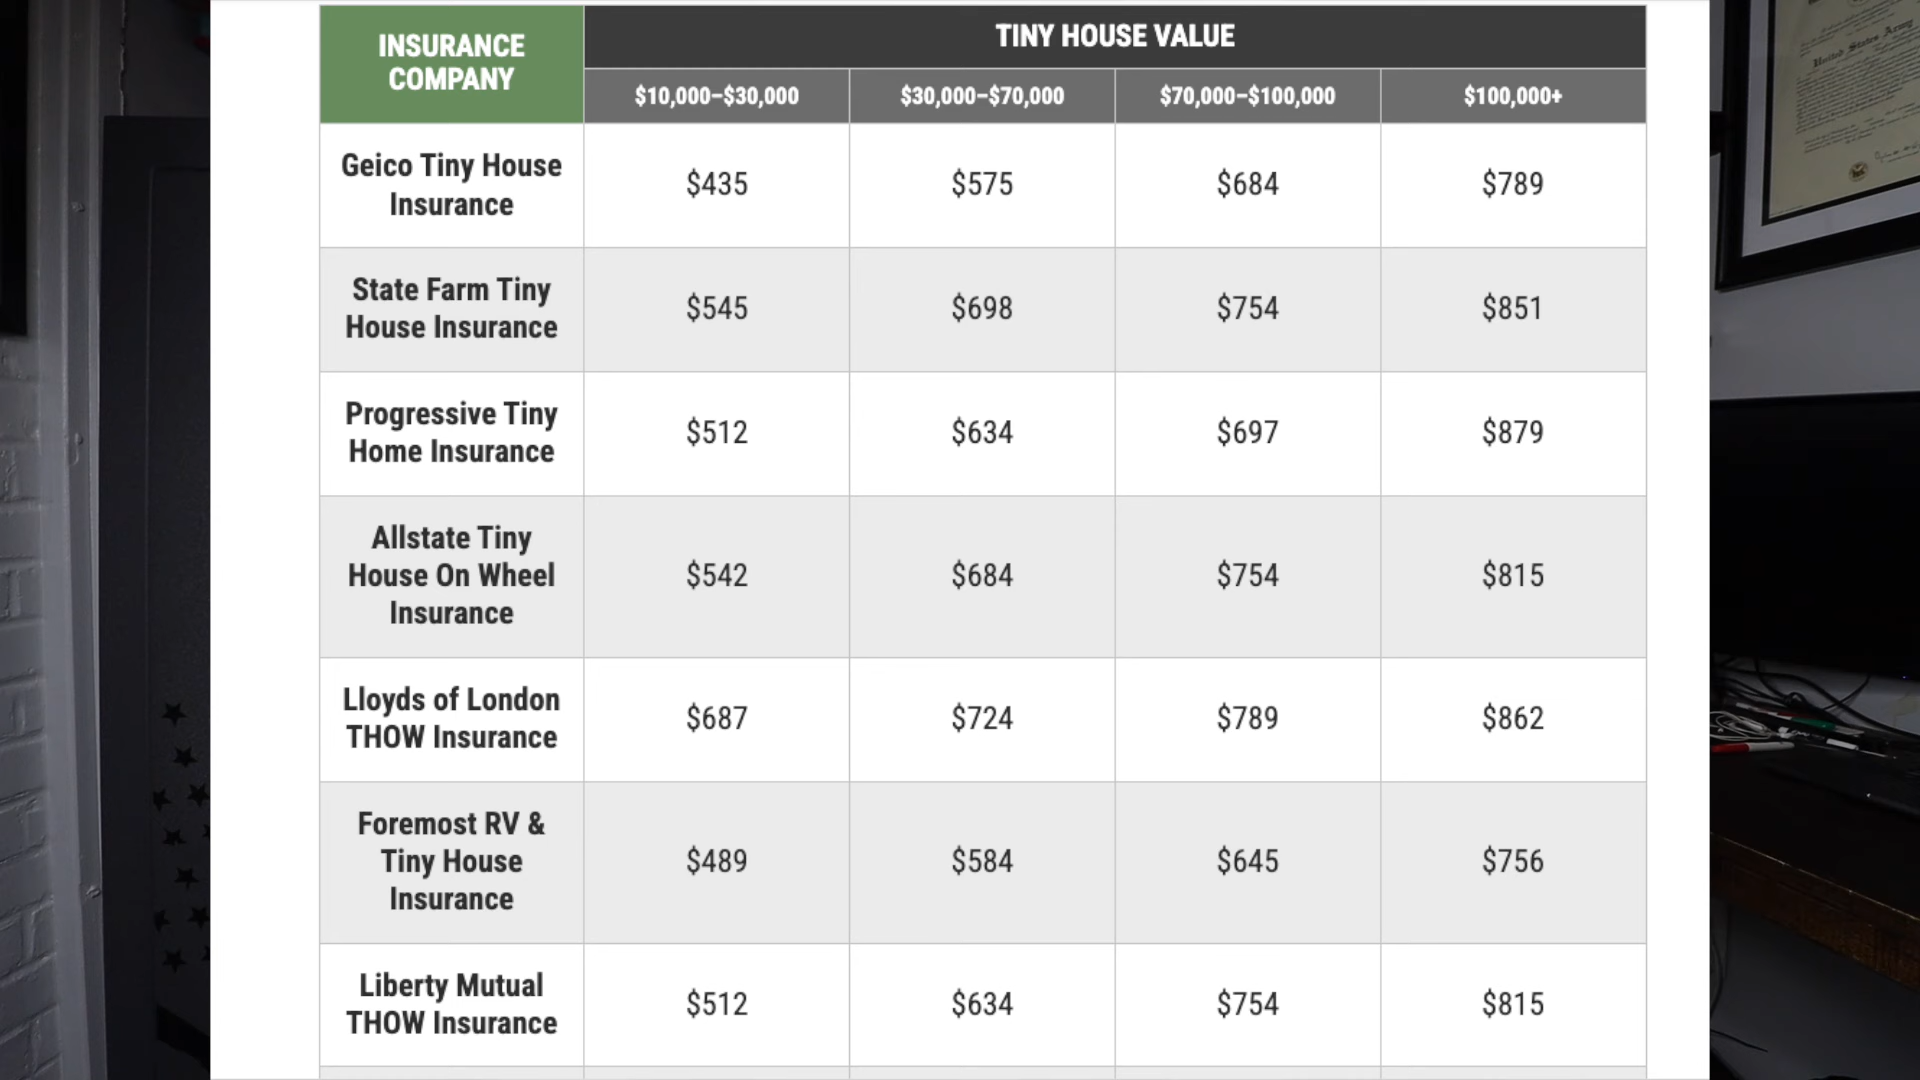 INSURANCE
COMPANY
TINY HOUSE VALUE
$10,000–$30,000
$30,000–$70,000
$70,000–$100,000
$100,000+
Geico Tiny House
Insurance
$435
$575
$684
$789
State Farm Tiny
House Insurance
$545
$698
$754
$851
Progressive Tiny
Home Insurance
$512
$634
$697
$879
Allstate Tiny
House On Wheel
Insurance
$542
$684
$754
$815
Lloyds of London
THOW Insurance
$687
$724
$789
$862
Foremost RV &
Tiny House
Insurance
$489
$584
$645
$756
Liberty Mutual
THOW Insurance
$512
$634
$754
$815
United States Army